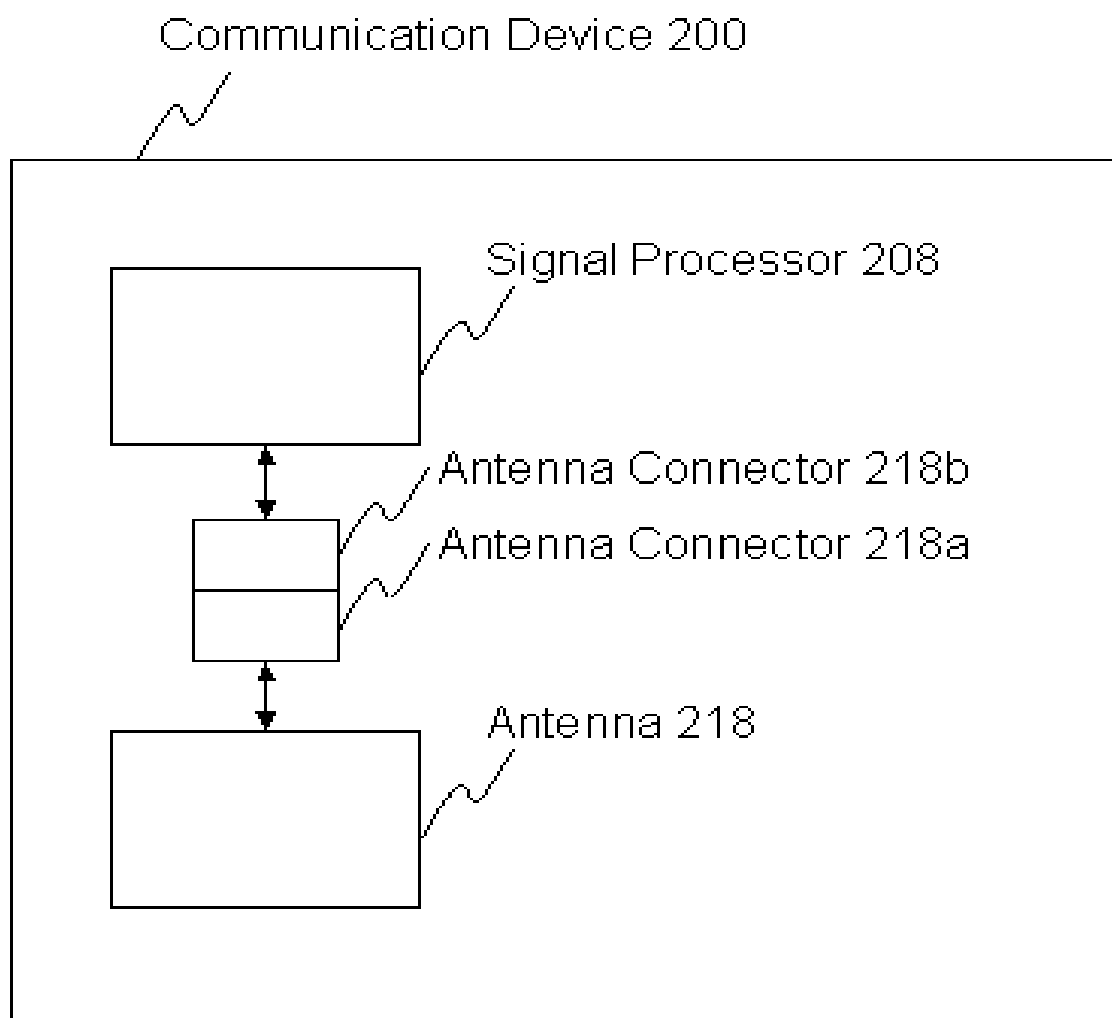 Communication Device 200
Signal Processor 208
Antenna Connector 218b
Antenna Connector 218a
Antenna 218